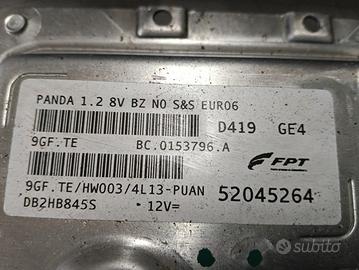 PANDA 1.2 8V BZ NO S&S EURO6
D419 GE4
9GF.TE BC.0153796.A
FPT
9GF.TE/HW003/4L13-PUAN 52045264
DB2HB845S 12V=
subito